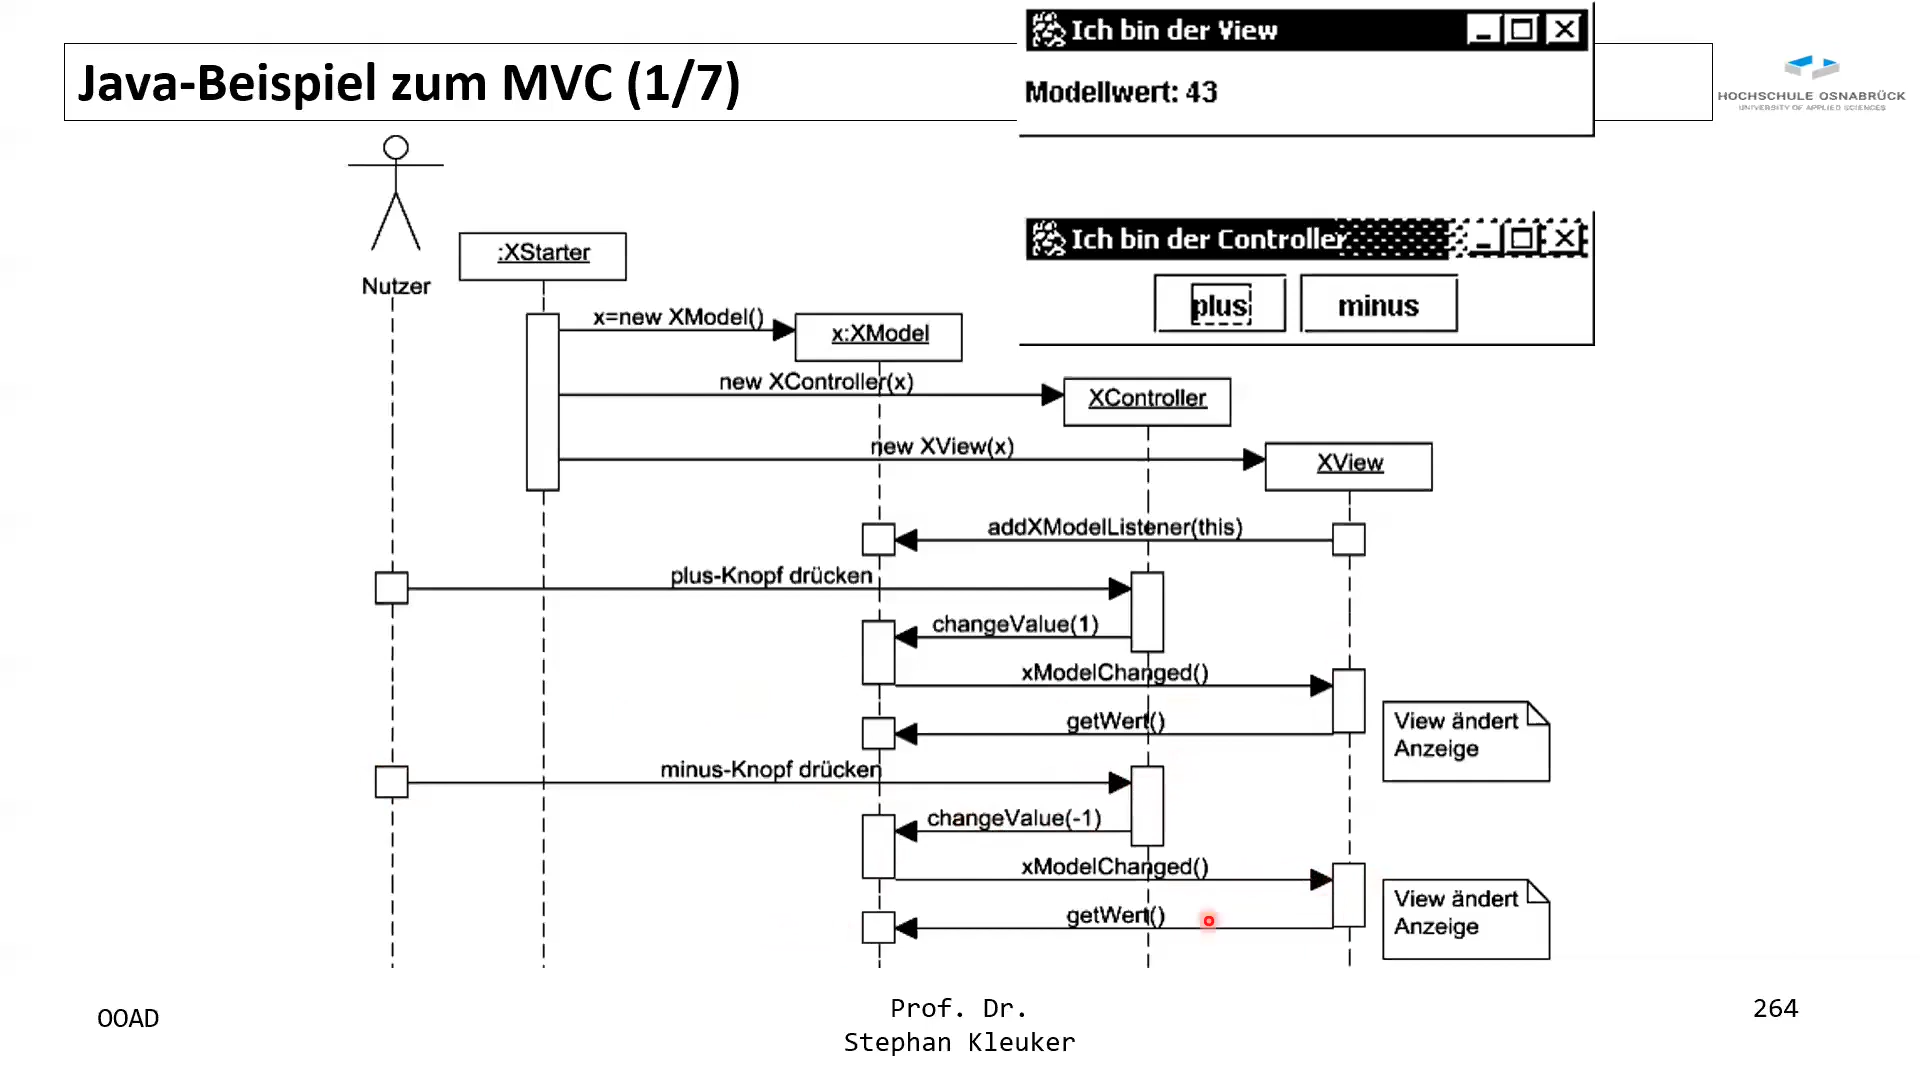 Ich bin der View
Java-Beispiel zum MVC (1/7)
Modellwert: 43
HOCHSCHULE OSNABRÜCK
UNIVERSITY OF APPLIED SCIENCES
Ich bin der Controller
plus
minus
Nutzer
:XStarter
x=new XModel()
x:XModel
new XController(x)
XController
new XView(x)
XView
addXModelListener(this)
plus-Knopf drücken
changeValue(1)
xModelChanged()
getWert()
View ändert
Anzeige
minus-Knopf drücken
changeValue(-1)
xModelChanged()
getWert()
View ändert
Anzeige
OOAD
Prof. Dr.
Stephan Kleuker
264